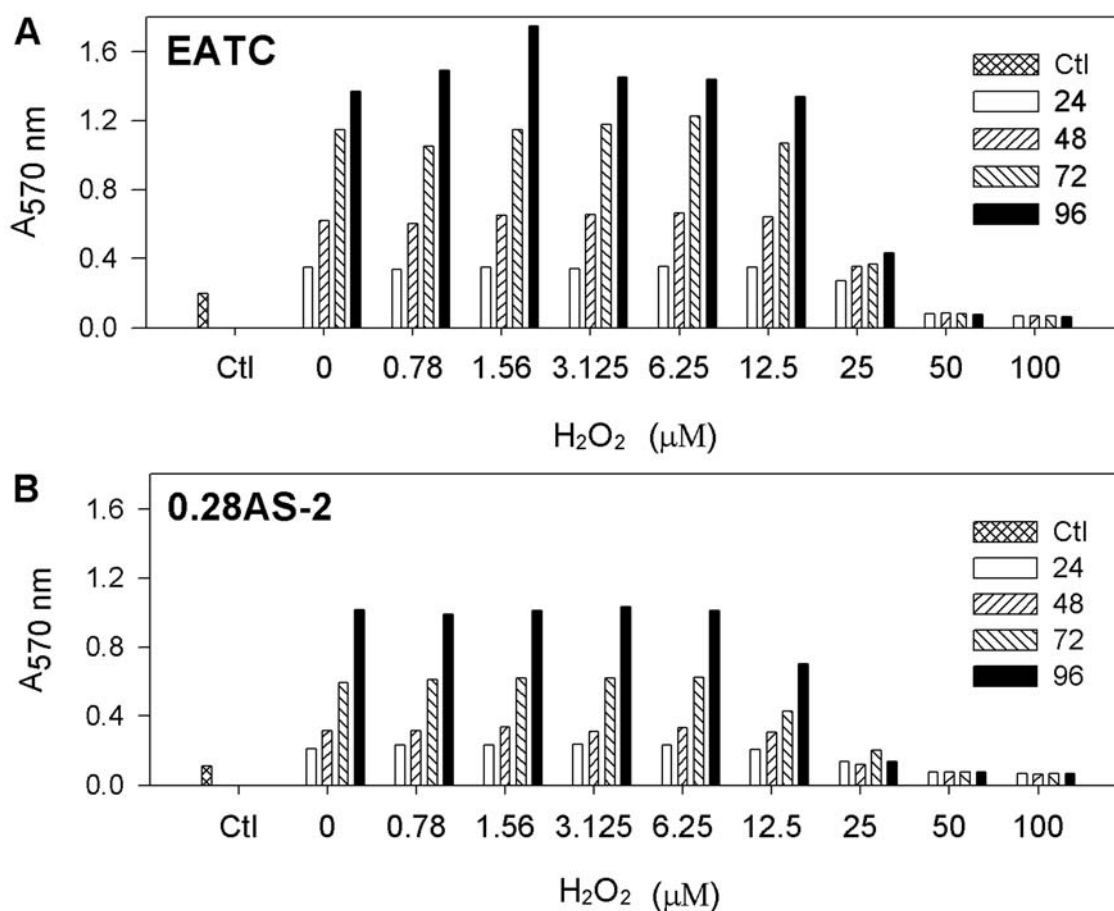 A
EATC
A570 nm
1.6
1.2
0.8
0.4
0.0
Ctl
24
48
72
96
Ctl 0 0.78 1.56 3.125 6.25 12.5 25 50 100
H₂O₂ (μM)
B
0.28AS-2
A570 nm
1.6
1.2
0.8
0.4
0.0
Ctl
24
48
72
96
Ctl 0 0.78 1.56 3.125 6.25 12.5 25 50 100
H₂O₂ (μM)